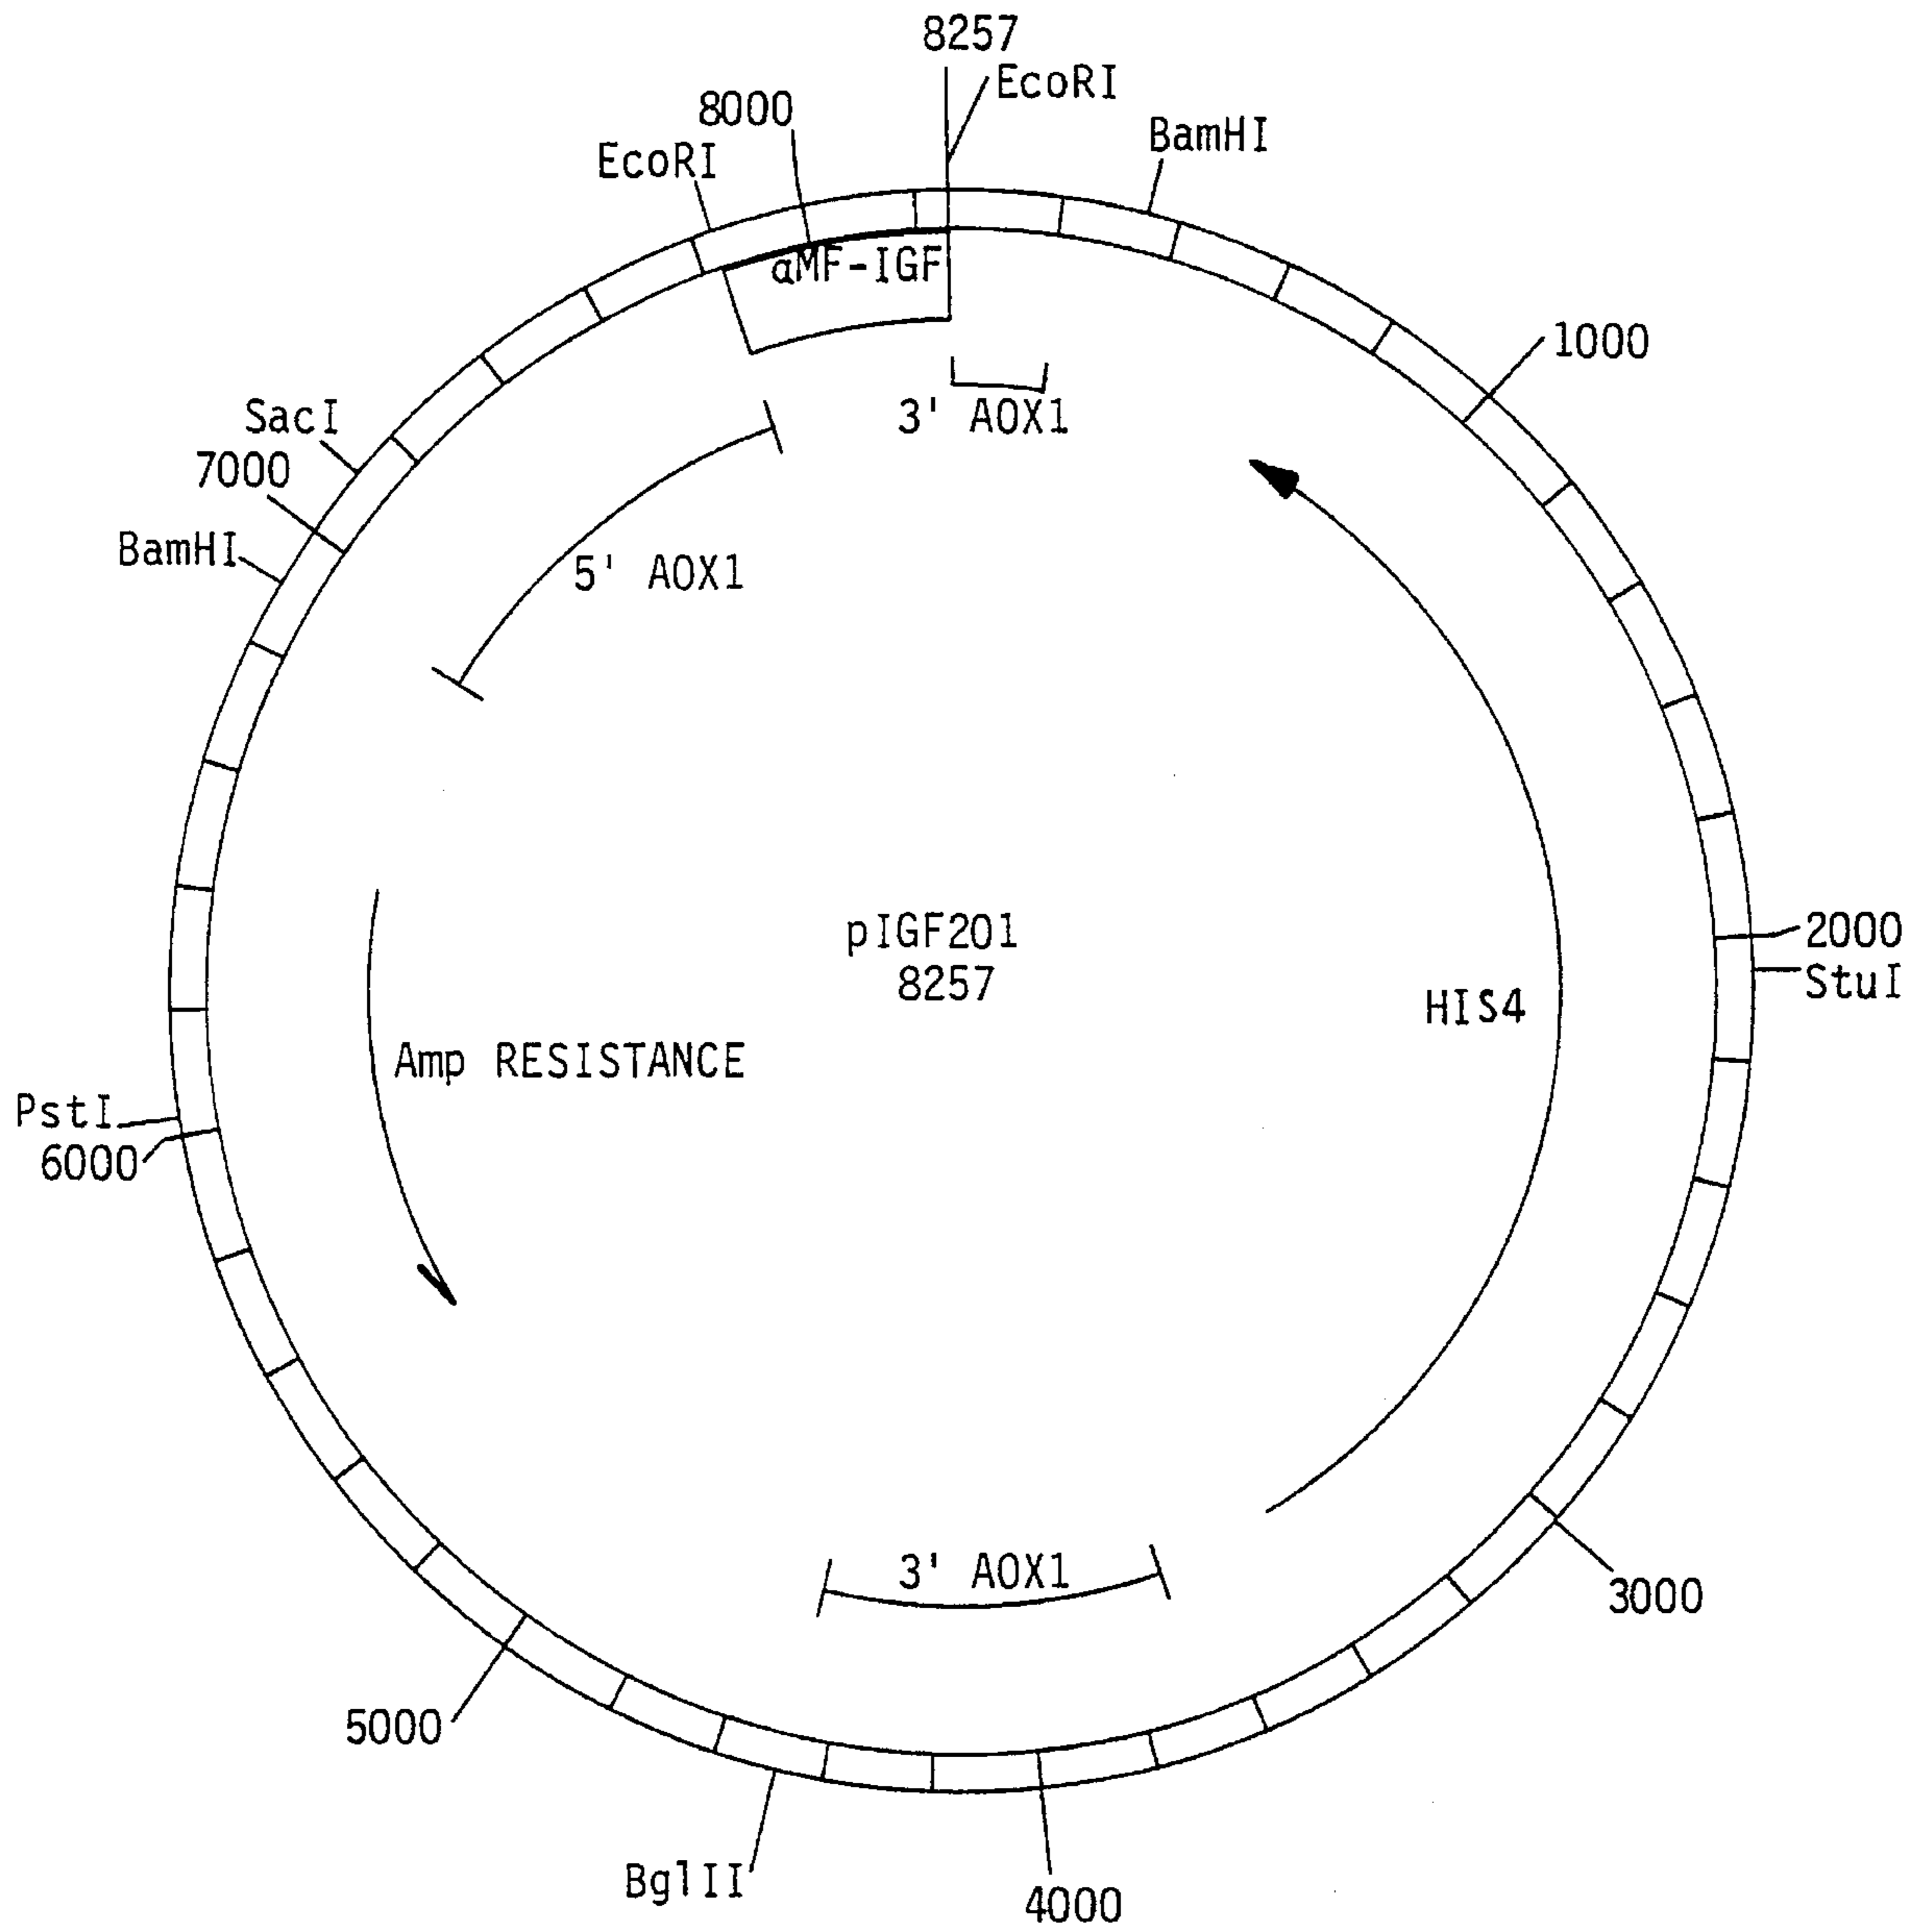 8257
EcoRI
8000
BamHI
EcoRI
αMF-IGF
1000
3' AOX1
SacI
7000
BamHI
5' AOX1
pIGF201
8257
2000
StuI
HIS4
Amp RESISTANCE
PstI
6000
3' AOX1
3000
5000
BglII
4000